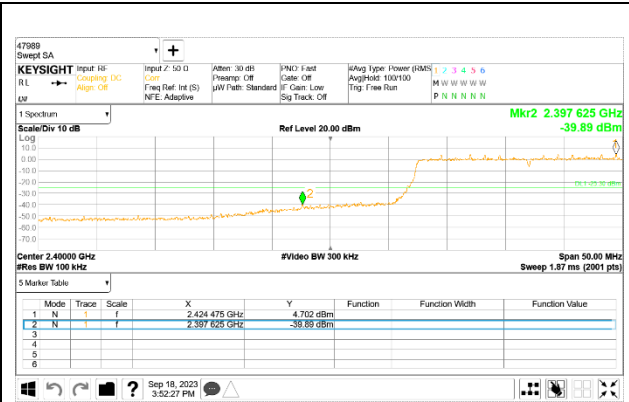 47989
Swept SA
+
KEYSIGHT Input: RF Input Z: 50 Ω Atten: 30 dB PNO: Fast #Avg Type: Power (RMS 1 2 3 4 5 6
RL Coupling: DC Corr Preamp: Off Gate: Off Avg|Hold: 100/100 M W W W W W
Align: Off Freq Ref: Int (S) µW Path: Standard IF Gain: Low Trig: Free Run
NFE: Adaptive Sig Track: Off P N N N N N
1 Spectrum Mkr2 2.397 625 GHz
Scale/Div 10 dB Ref Level 20.00 dBm -39.89 dBm
Log
10.0
0.00
-10.0
-20.0
-30.0
2
-40.0
-50.0
-60.0
-70.0
Center 2.40000 GHz #Video BW 300 kHz Span 50.00 MHz
#Res BW 100 kHz Sweep 1.87 ms (2001 pts)
5 Marker Table
Mode Trace Scale X Y Function Function Width Function Value
1 N 1 f 2.424 475 GHz 4.702 dBm
2 N 1 f 2.397 625 GHz -39.89 dBm
3
4
5
6
? Sep 18, 2023
3:52:27 PM